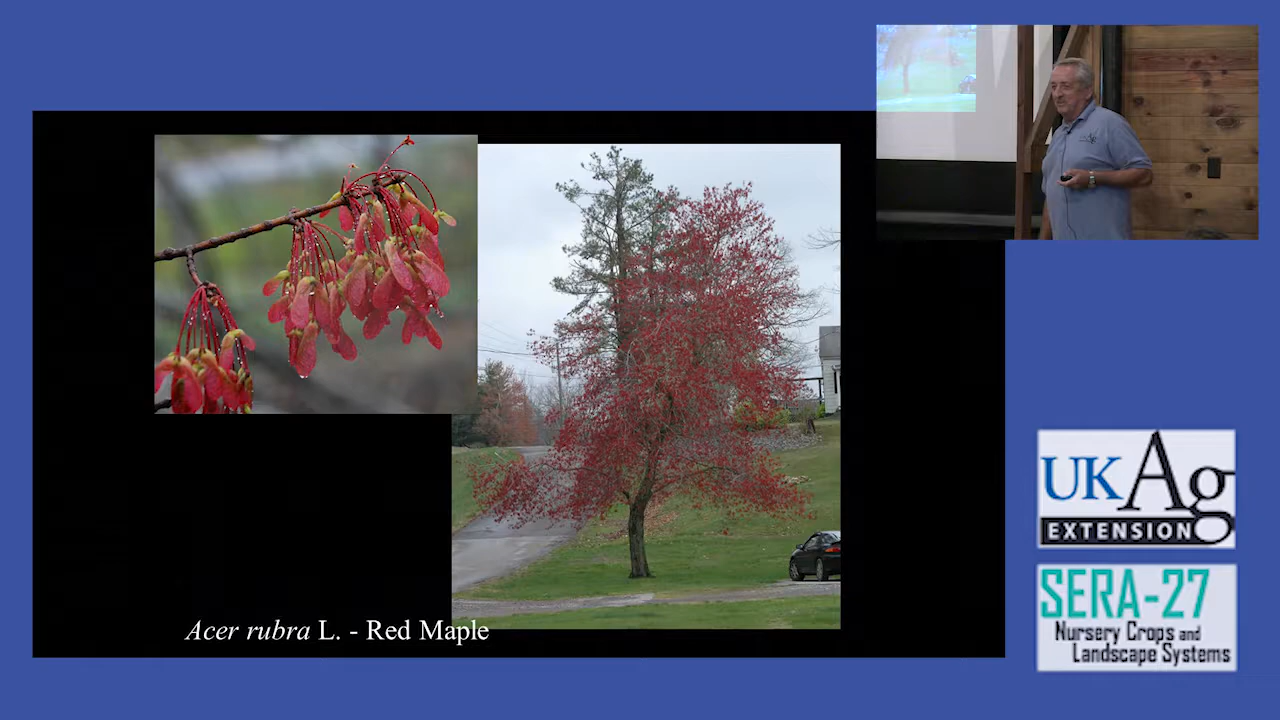 Acer rubra L. - Red Maple
UKAg
EXTENSION
SERA-27
Nursery Crops and
Landscape Systems